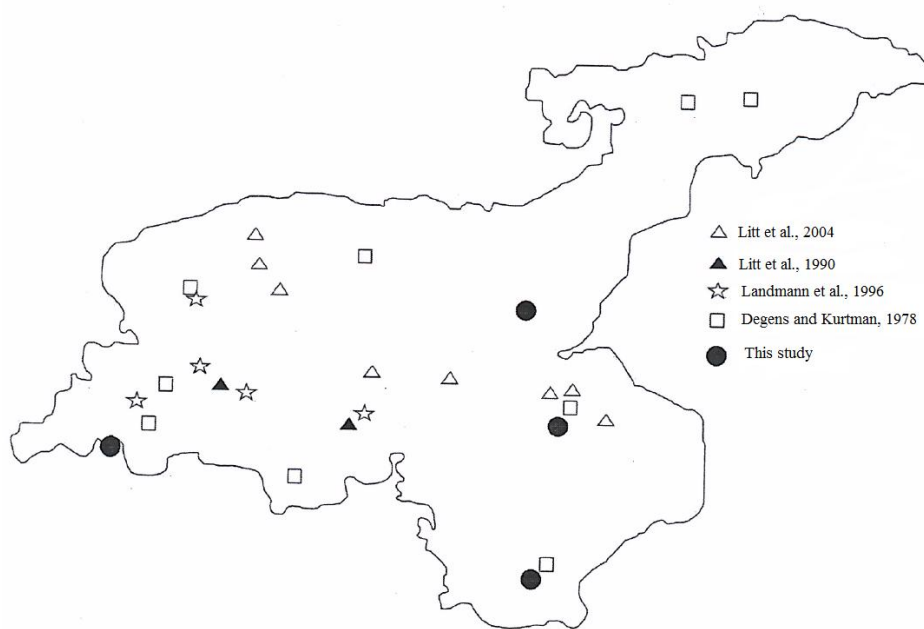 Litt et al., 2004
Litt et al., 1990
Landmann et al., 1996
Degens and Kurtman, 1978
This study